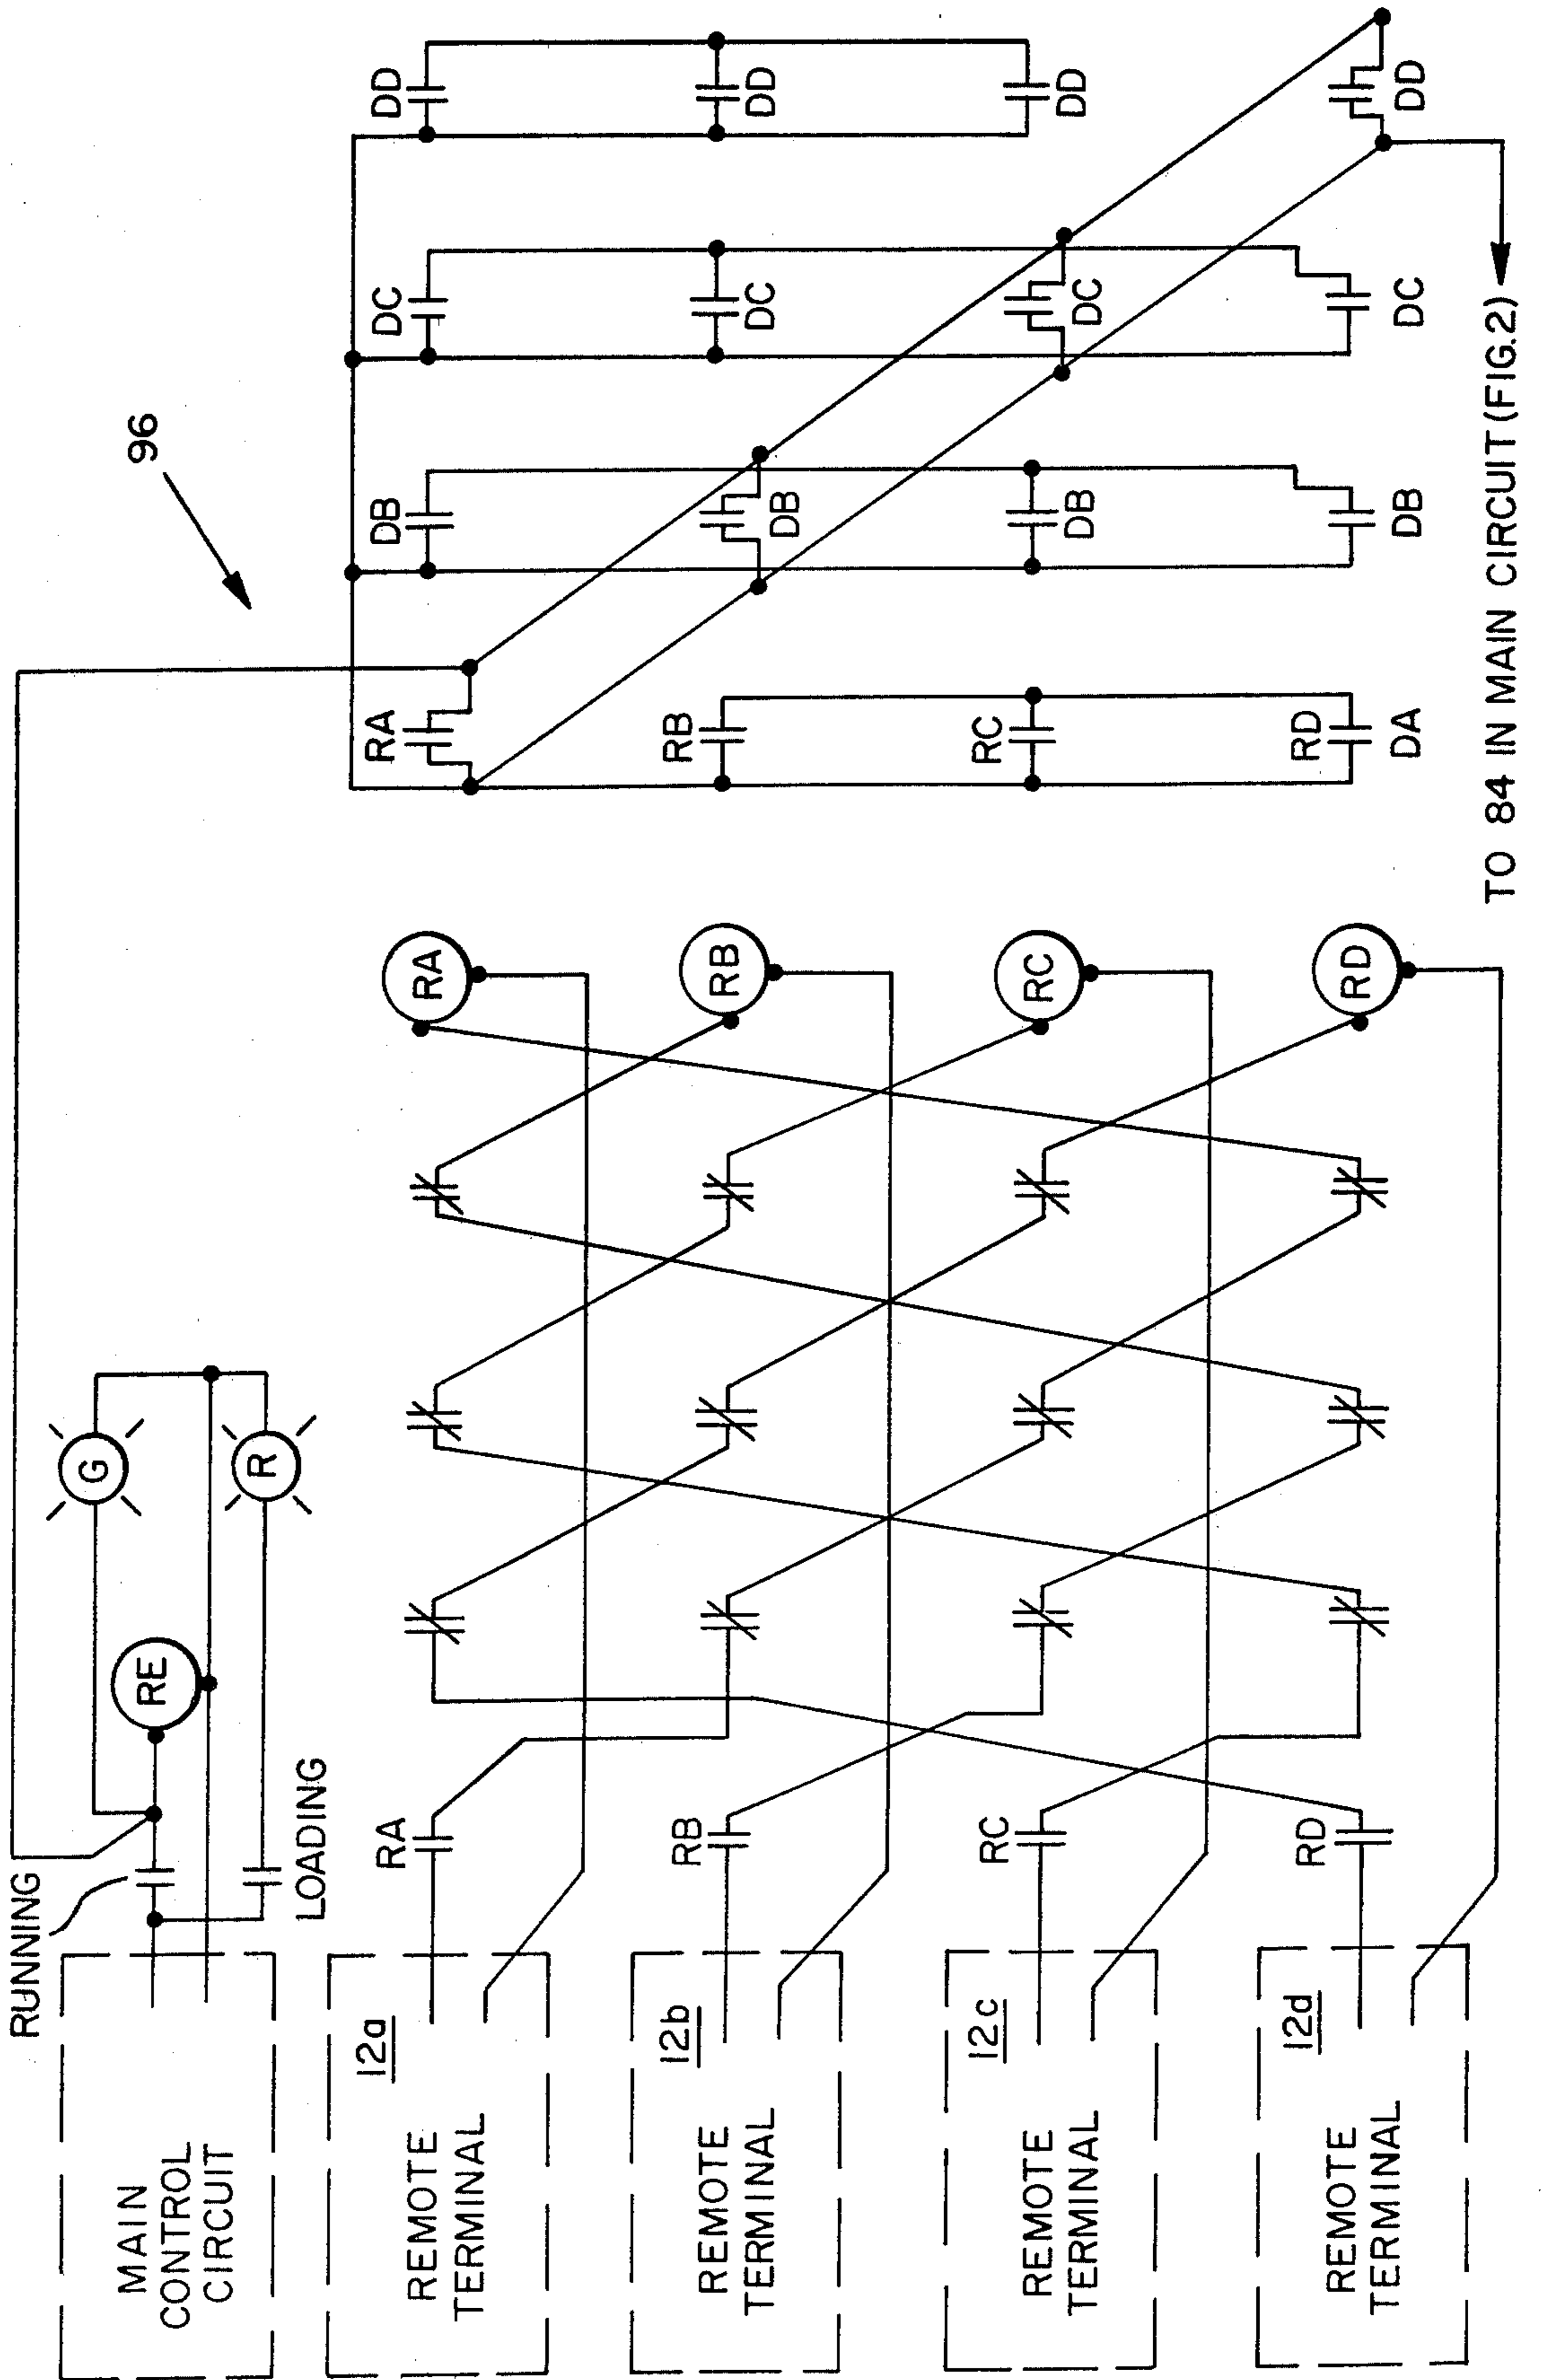 RUNNING
MAIN
CONTROL
CIRCUIT
RE
G
R
LOADING
96
12a
REMOTE
TERMINAL
RA
RA
RA
DB
DC
DD
12b
REMOTE
TERMINAL
RB
RB
RB
DB
DC
DD
12c
REMOTE
TERMINAL
RC
RC
RC
DB
DC
DD
12d
REMOTE
TERMINAL
RD
RD
RD
DA
DB
DC
DD
TO 84 IN MAIN CIRCUIT (FIG.2)